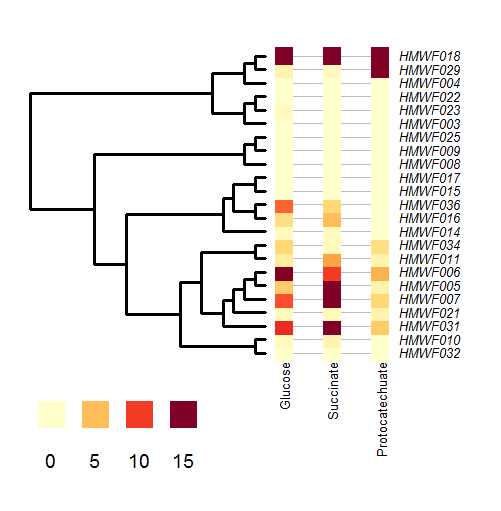 HMWF018
HMWF029
HMWF004
HMWF022
HMWF023
HMWF003
HMWF025
HMWF009
HMWF008
HMWF017
HMWF015
HMWF036
HMWF016
HMWF014
HMWF034
HMWF011
HMWF006
HMWF005
HMWF007
HMWF021
HMWF031
HMWF010
HMWF032
Glucose
Succinate
Protocatechuate
0 5 10 15